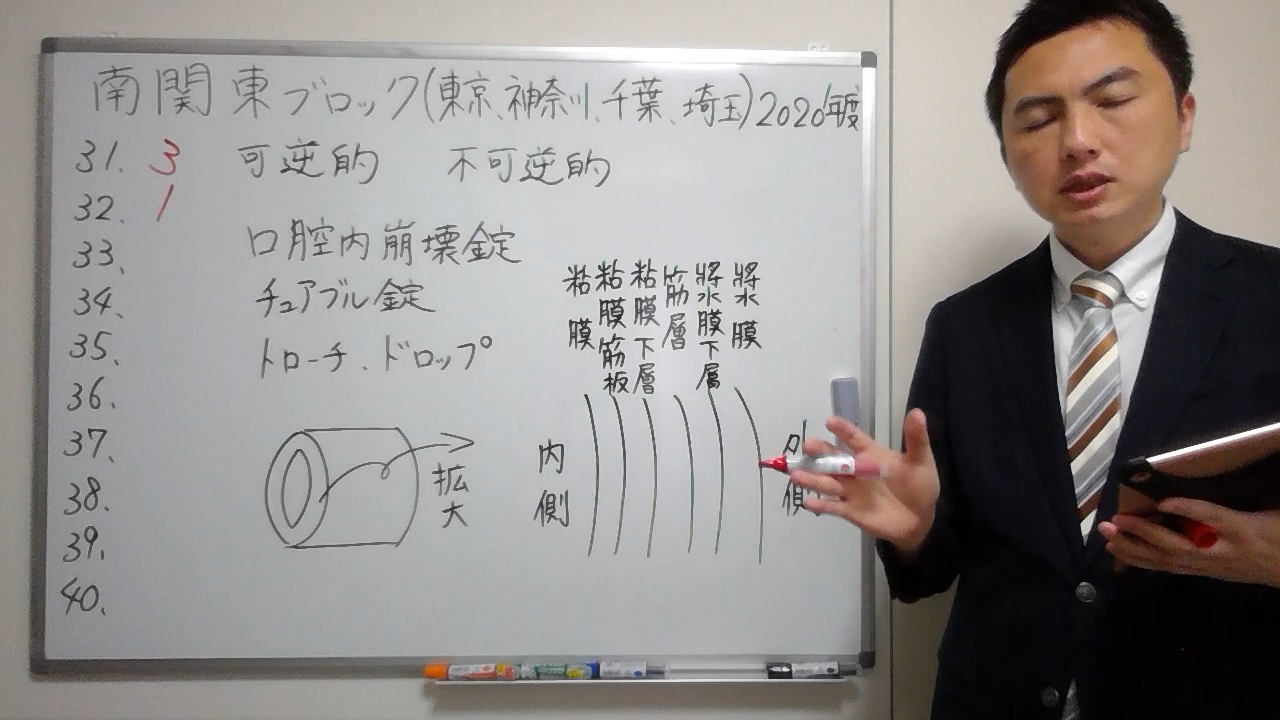 南関東ブロック(東京、神奈川、千葉、埼玉)2020年度
31. 3 可逆的 不可逆的
32. 1
33. 口腔内崩壊錠
34. チュアブル錠
35. トローチ、ドロップ
36.
37.
38.
39.
40.
粘膜
粘膜筋板
粘膜下層
筋層
漿膜下層
漿膜
内側
外側
拡大